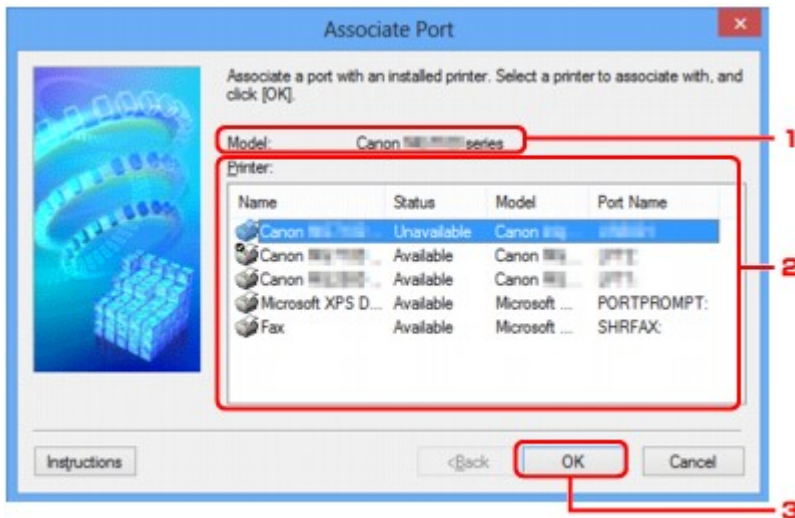 Associate Port
Associate a port with an installed printer. Select a printer to associate with, and
click [OK].
Model: Canon series
1
Printer:
Name Status Model Port Name
Canon Unavailable Canon
Canon Available Canon
2
Canon Available Canon
Microsoft XPS D... Available Microsoft ... PORTPROMPT:
Fax Available Microsoft ... SHRFAX:
Instructions <Back OK Cancel
3